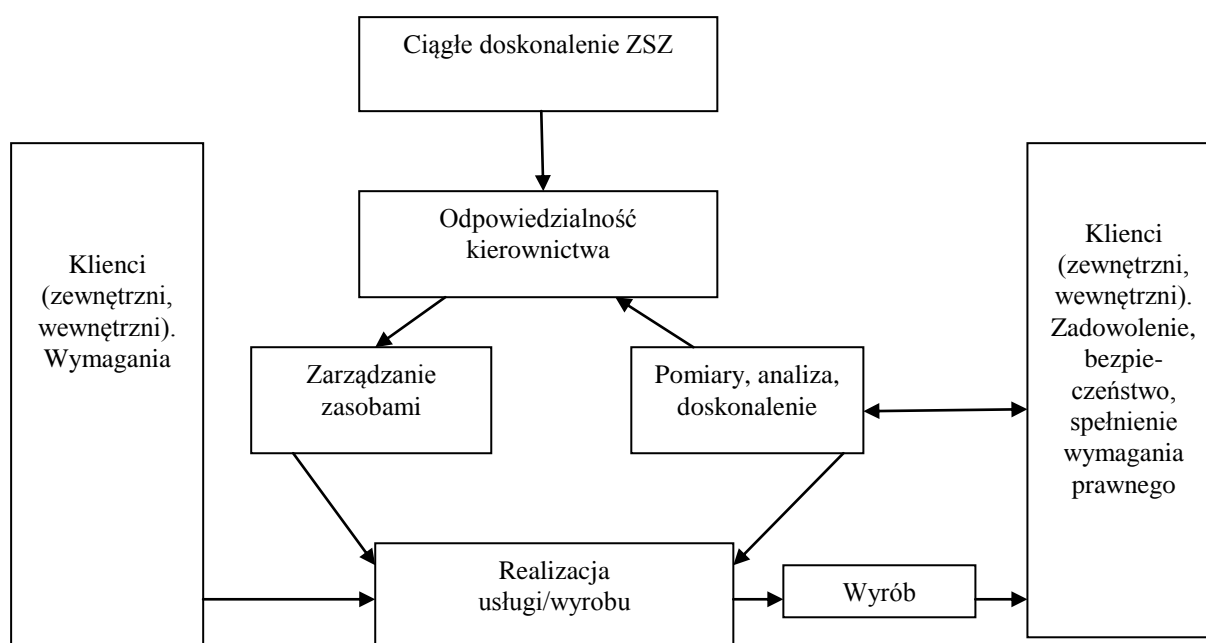 Ciągłe doskonalenie ZSZ
Odpowiedzialność
kierownictwa
Klienci
(zewnętrzni,
wewnętrzni).
Wymagania
Zarządzanie
zasobami
Pomiary, analiza,
doskonalenie
Klienci
(zewnętrzni,
wewnętrzni).
Zadowolenie,
bezpie-
czeństwo,
spełnienie
wymagania
prawnego
Realizacja
usługi/wyrobu
Wyrób